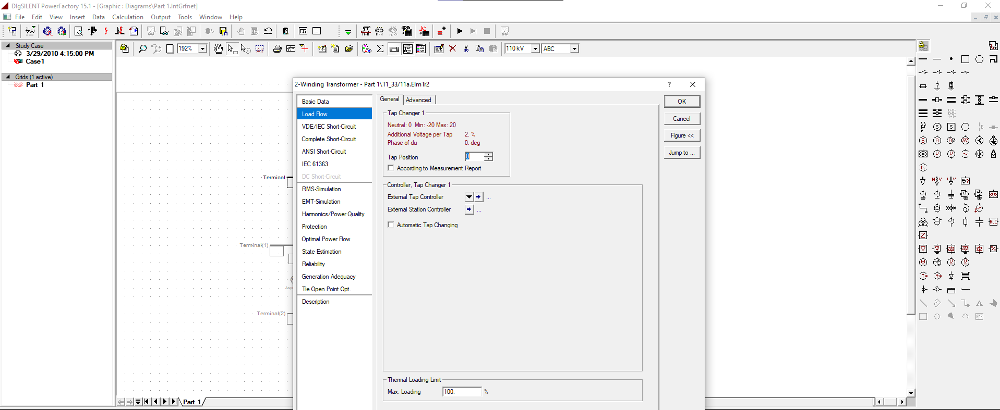 DIgSILENT PowerFactory 15.1 - [Graphic : Diagrams\Part 1.IntGrfnet]
File Edit View Insert Data Calculation Output Tools Window Help
Study Case
3/29/2010 4:15:00 PM
Case1
Grids (1 active)
Part 1
192%
110 kV
ABC
Terminal
Terminal(1)
Terminal(2)
2-Winding Transformer - Part 1\T1_33/11a.ElmTr2
?
Basic Data
Load Flow
VDE/IEC Short-Circuit
Complete Short-Circuit
ANSI Short-Circuit
IEC 61363
DC Short-Circuit
RMS-Simulation
EMT-Simulation
Harmonics/Power Quality
Protection
Optimal Power Flow
State Estimation
Reliability
Generation Adequacy
Tie Open Point Opt.
Description
General Advanced
Tap Changer 1
Neutral: 0 Min: -20 Max: 20
Additional Voltage per Tap 2. %
Phase of du 0. deg
Tap Position 0
According to Measurement Report
Controller, Tap Changer 1
External Tap Controller ...
External Station Controller ...
Automatic Tap Changing
Thermal Loading Limit
Max. Loading 100. %
OK
Cancel
Figure <<
Jump to ...
Part 1